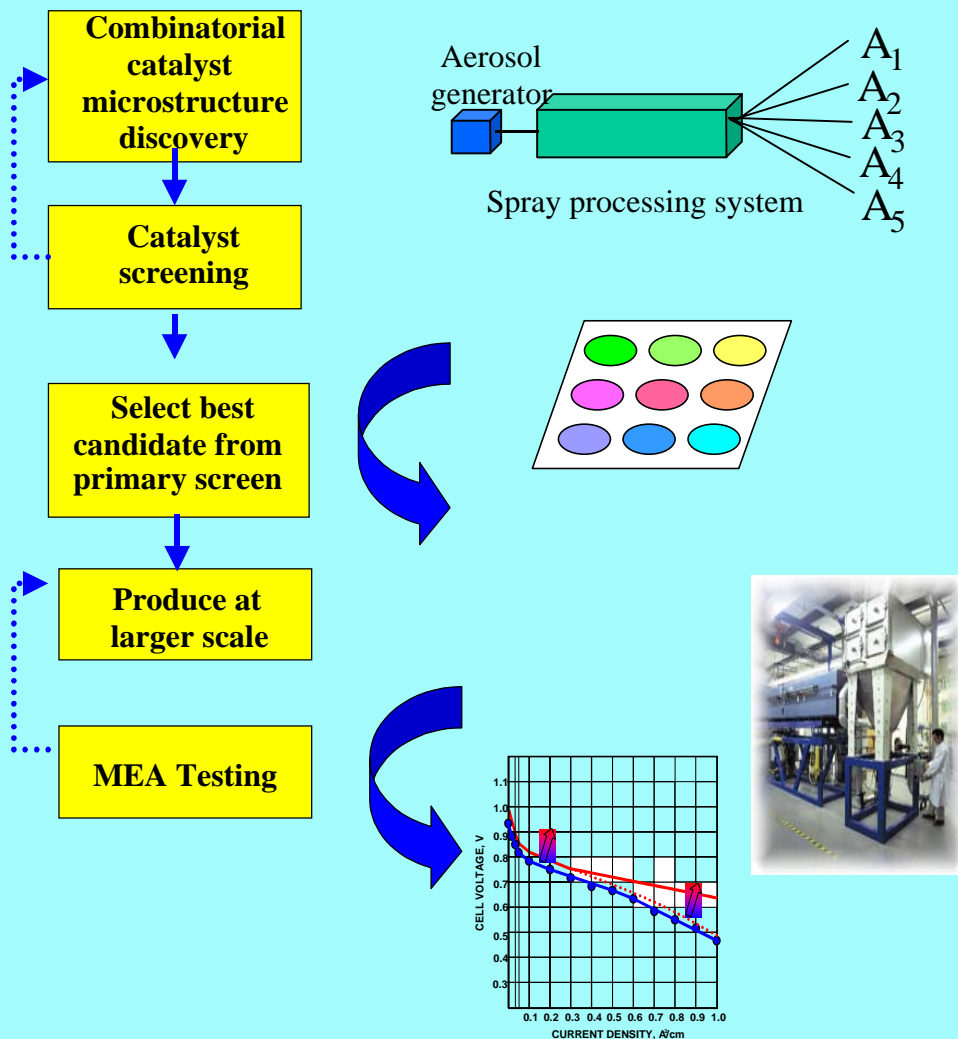 Combinatorial
catalyst
microstructure
discovery
Catalyst
screening
Select best
candidate from
primary screen
Produce at
larger scale
MEA Testing
Aerosol
generator
Spray processing system
A1
A2
A3
A4
A5
CELL VOLTAGE, V
1.1
1.0
0.9
0.8
0.7
0.6
0.5
0.4
0.3
0.1 0.2 0.3 0.4 0.5 0.6 0.7 0.8 0.9 1.0
CURRENT DENSITY, A/cm2